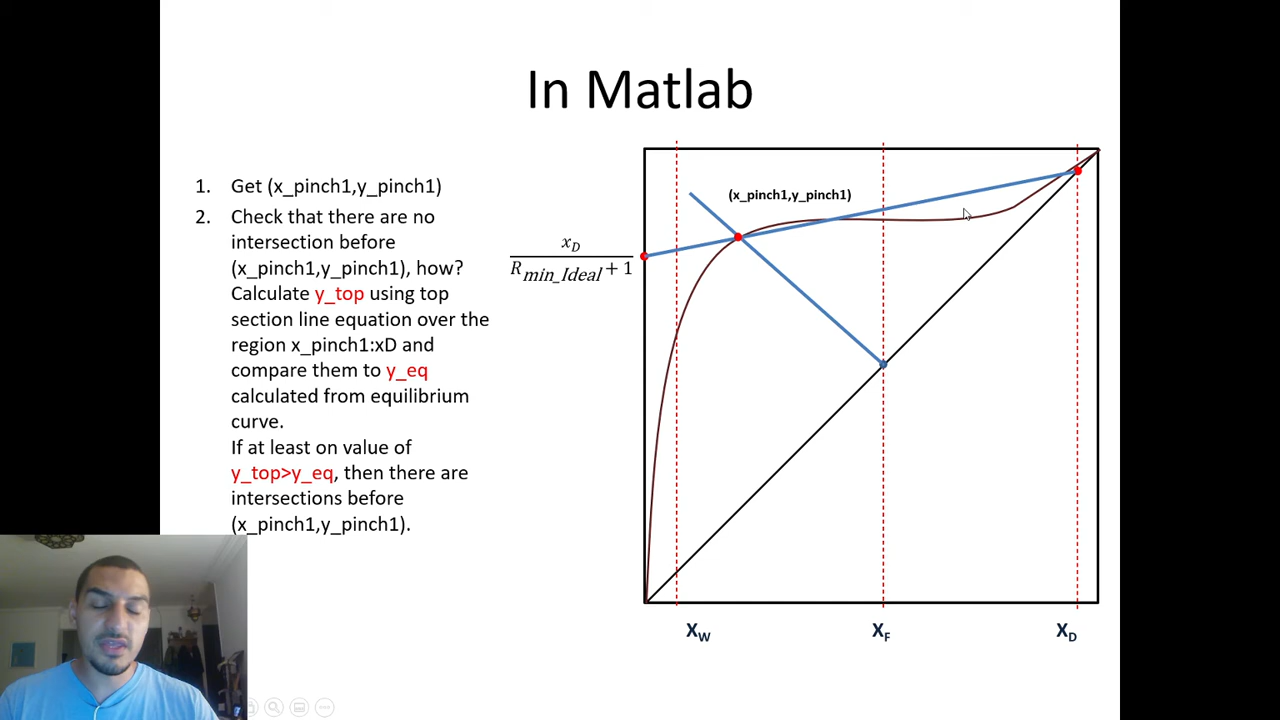 In Matlab
1. Get (x_pinch1,y_pinch1)
2. Check that there are no
intersection before
(x_pinch1,y_pinch1), how?
Calculate y_top using top
section line equation over the
region x_pinch1:xD and
compare them to y_eq
calculated from equilibrium
curve.
If at least on value of
y_top>y_eq, then there are
intersections before
(x_pinch1,y_pinch1).
(x_pinch1,y_pinch1)
x_D
R_min_Ideal + 1
X_W X_F X_D